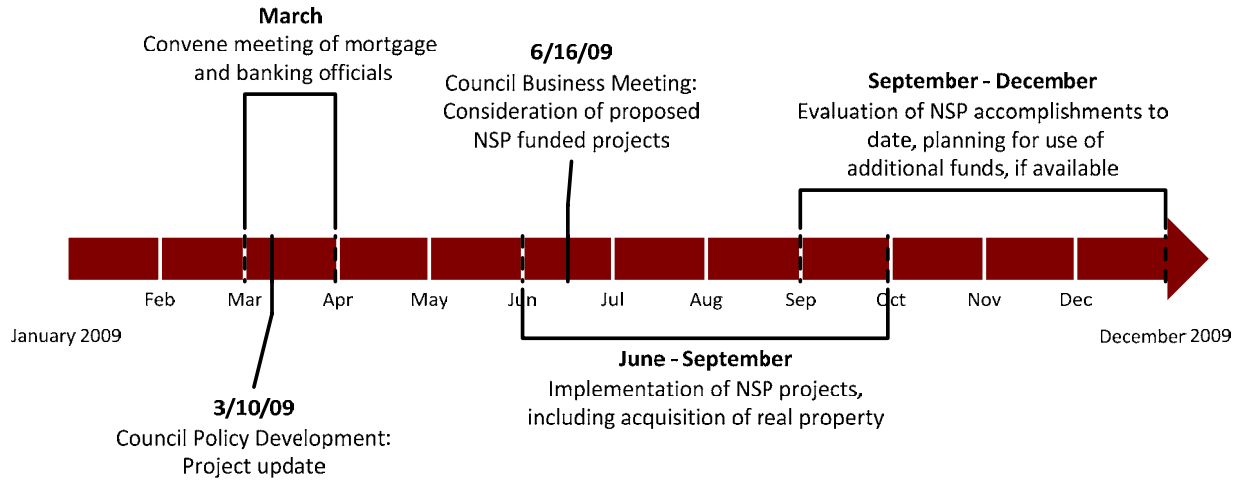 March
Convene meeting of mortgage
and banking officials
6/16/09
Council Business Meeting:
Consideration of proposed
NSP funded projects
September - December
Evaluation of NSP accomplishments to
date, planning for use of
additional funds, if available
Feb
Mar
Apr
May
Jun
Jul
Aug
Sep
Oct
Nov
Dec
January 2009
December 2009
June - September
Implementation of NSP projects,
including acquisition of real property
3/10/09
Council Policy Development:
Project update